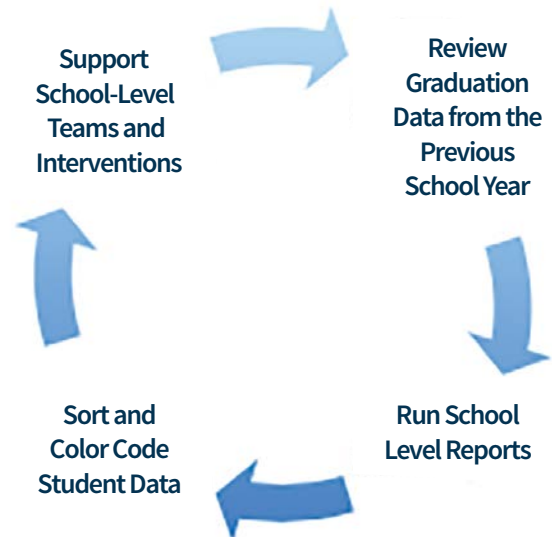 Support
School-Level
Teams and
Interventions
Review
Graduation
Data from the
Previous
School Year
Run School
Level Reports
Sort and
Color Code
Student Data